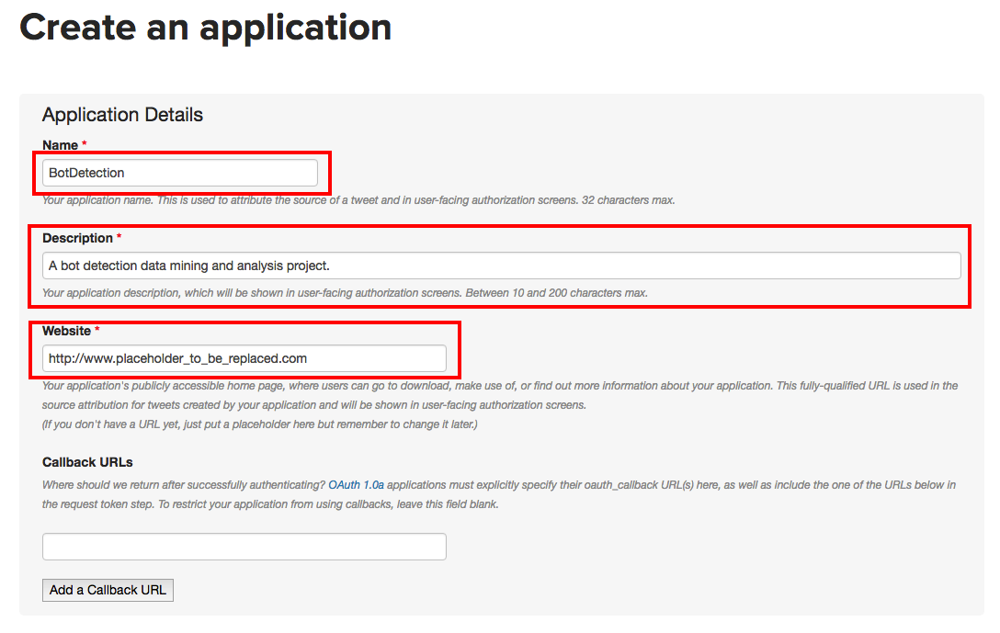 Create an application
Application Details
Name *
BotDetection
Your application name. This is used to attribute the source of a tweet and in user-facing authorization screens. 32 characters max.
Description *
A bot detection data mining and analysis project.
Your application description, which will be shown in user-facing authorization screens. Between 10 and 200 characters max.
Website *
http://www.placeholder_to_be_replaced.com
Your application's publicly accessible home page, where users can go to download, make use of, or find out more information about your application. This fully-qualified URL is used in the
source attribution for tweets created by your application and will be shown in user-facing authorization screens.
(If you don't have a URL yet, just put a placeholder here but remember to change it later.)
Callback URLs
Where should we return after successfully authenticating? OAuth 1.0a applications must explicitly specify their oauth_callback URL(s) here, as well as include the one of the URLs below in
the request token step. To restrict your application from using callbacks, leave this field blank.
Add a Callback URL